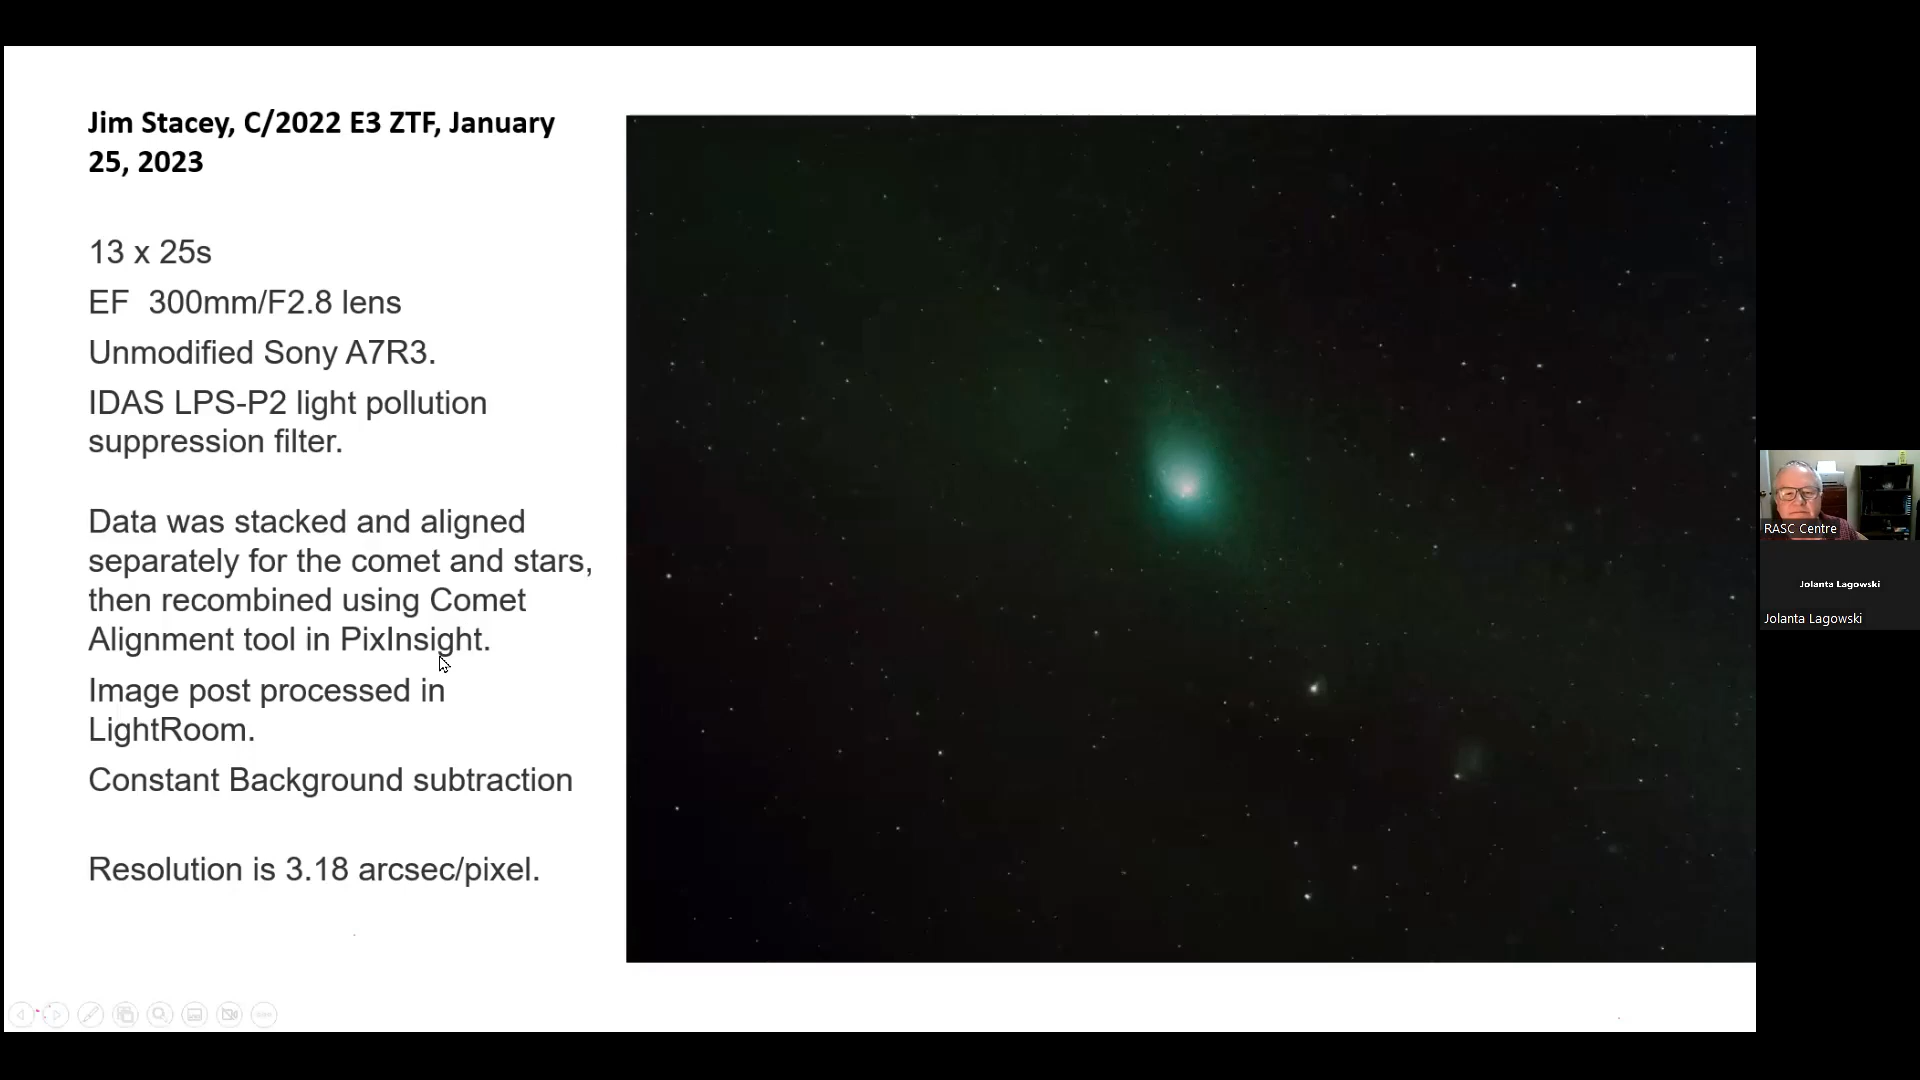 Jim Stacey, C/2022 E3 ZTF, January
25, 2023
13 x 25s
EF  300mm/F2.8 lens
Unmodified Sony A7R3.
IDAS LPS-P2 light pollution
suppression filter.
Data was stacked and aligned
separately for the comet and stars,
then recombined using Comet
Alignment tool in PixInsight.
Image post processed in
LightRoom.
Constant Background subtraction
Resolution is 3.18 arcsec/pixel.
RASC Centre
Jolanta Lagowski
Jolanta Lagowski